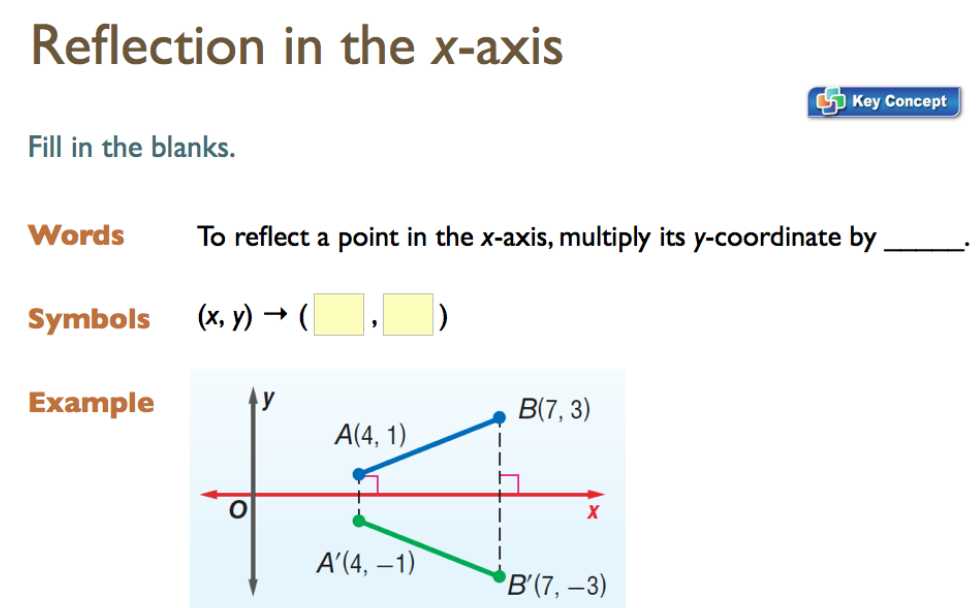 Reflection in the x-axis
Key Concept
Fill in the blanks.
Words To reflect a point in the x-axis, multiply its y-coordinate by ______.
Symbols (x, y) → ( , )
Example
y
B(7, 3)
A(4, 1)
O
x
A′(4, −1)
B′(7, −3)